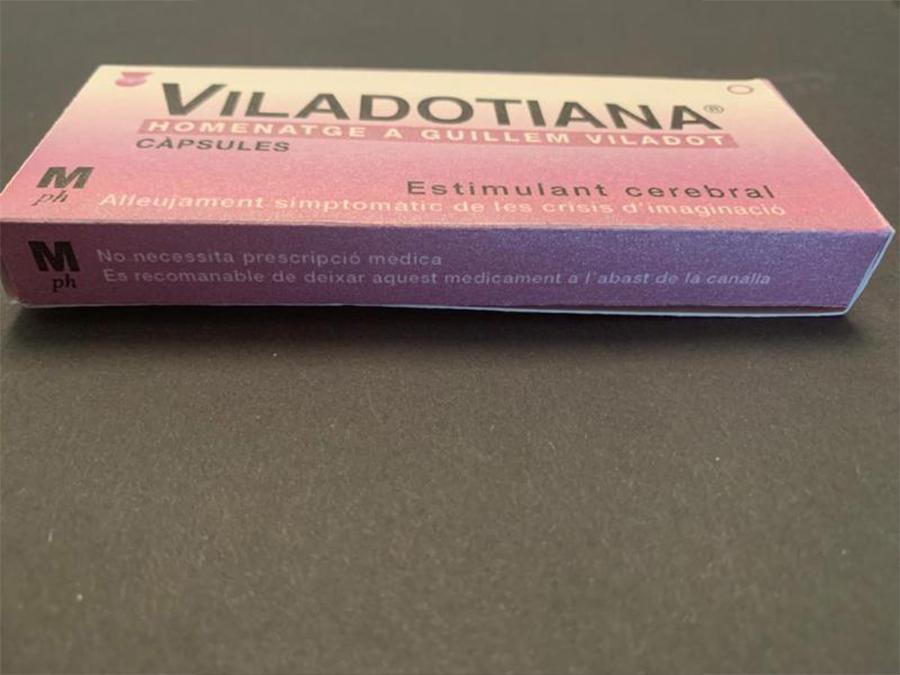 VILADOTIANA®
HOMENATGE A GUILLEM VILADOT
CÀPSULES
Estimulant cerebral
M
ph
Alleujament simptomatic de les crisis d'imaginació
M
ph
No necessita prescripció mèdica
Es recomanable de deixar aquest medicament a l'abast de la canalla